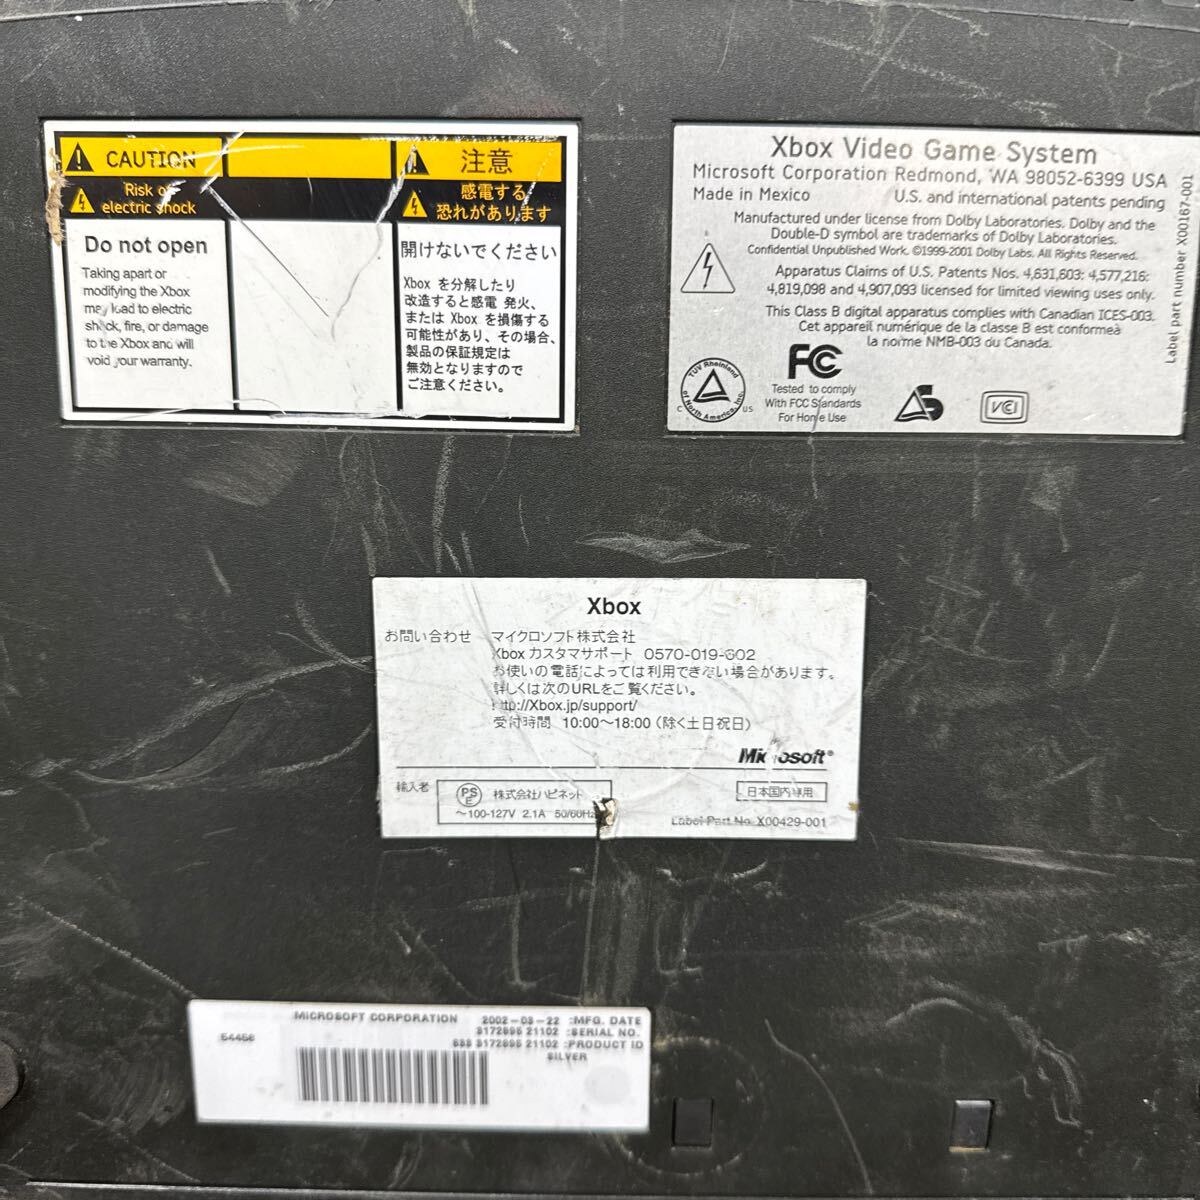 CAUTION
Risk of
electric shock
Do not open
Taking apart or
modifying the Xbox
may lead to electric
shock, fire, or damage
to the Xbox and will
void your warranty.
注意
感電する
恐れがあります
開けないでください
Xbox を分解したり
改造すると感電 発火、
または Xbox を損傷する
可能性があり、その場合、
製品の保証規定は
無効となりますので
ご注意ください。
Xbox Video Game System
Microsoft Corporation Redmond, WA 98052-6399 USA
Made in Mexico U.S. and international patents pending
Manufactured under license from Dolby Laboratories. Dolby and the
Double-D symbol are trademarks of Dolby Laboratories.
Confidential Unpublished Work. ©1999-2001 Dolby Labs. All Rights Reserved.
Apparatus Claims of U.S. Patents Nos. 4,631,603; 4,577,216;
4,819,098 and 4,907,093 licensed for limited viewing uses only.
This Class B digital apparatus complies with Canadian ICES-003.
Cet appareil numérique de la classe B est conformeà
la norme NMB-003 du Canada.
TUV Rheinland
of North America, Inc.
C US
FC
Tested to comply
With FCC Standards
For Home Use
VCI
Label part number X00167-001
Xbox
お問い合わせ マイクロソフト株式会社
Xbox カスタマサポート 0570-019-602
お使いの電話によっては利用できない場合があります。
詳しくは次のURLをご覧ください。
http://Xbox.jp/support/
受付時間 10:00～18:00 (除く土日祝日)
Microsoft®
輸入者 PSE 株式会社ハピネット
～100-127V 2.1A 50/60Hz
日本国内専用
Label Part No. X00429-001
MICROSOFT CORPORATION 2002-03-22 :MFG. DATE
21102 :SERIAL NO.
21102 :PRODUCT ID
SILVER